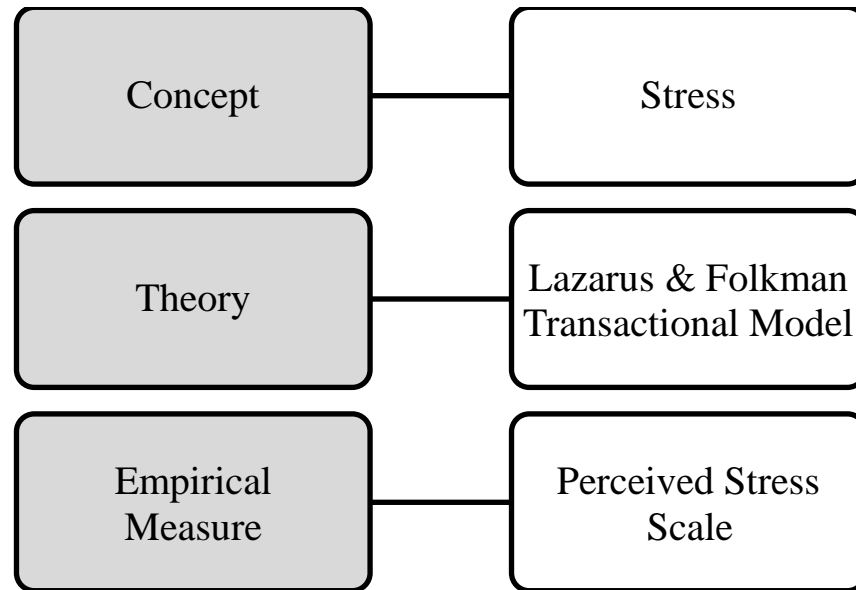 Concept
Stress
Theory
Lazarus & Folkman
Transactional Model
Empirical
Measure
Perceived Stress
Scale